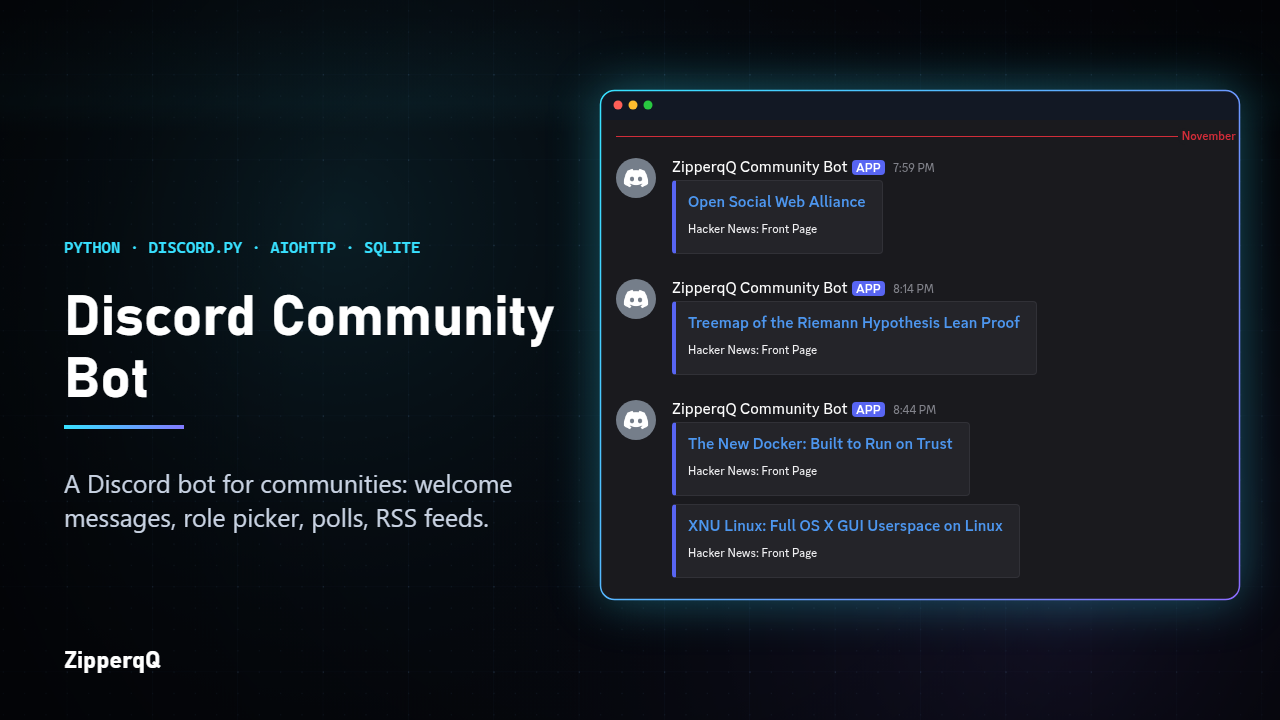 PYTHON · DISCORD.PY · AIOHTTP · SQLITE
Discord Community
Bot
A Discord bot for communities: welcome
messages, role picker, polls, RSS feeds.
ZipperqQ
November
ZipperqQ Community Bot APP 7:59 PM
Open Social Web Alliance
Hacker News: Front Page
ZipperqQ Community Bot APP 8:14 PM
Treemap of the Riemann Hypothesis Lean Proof
Hacker News: Front Page
ZipperqQ Community Bot APP 8:44 PM
The New Docker: Built to Run on Trust
Hacker News: Front Page
XNU Linux: Full OS X GUI Userspace on Linux
Hacker News: Front Page